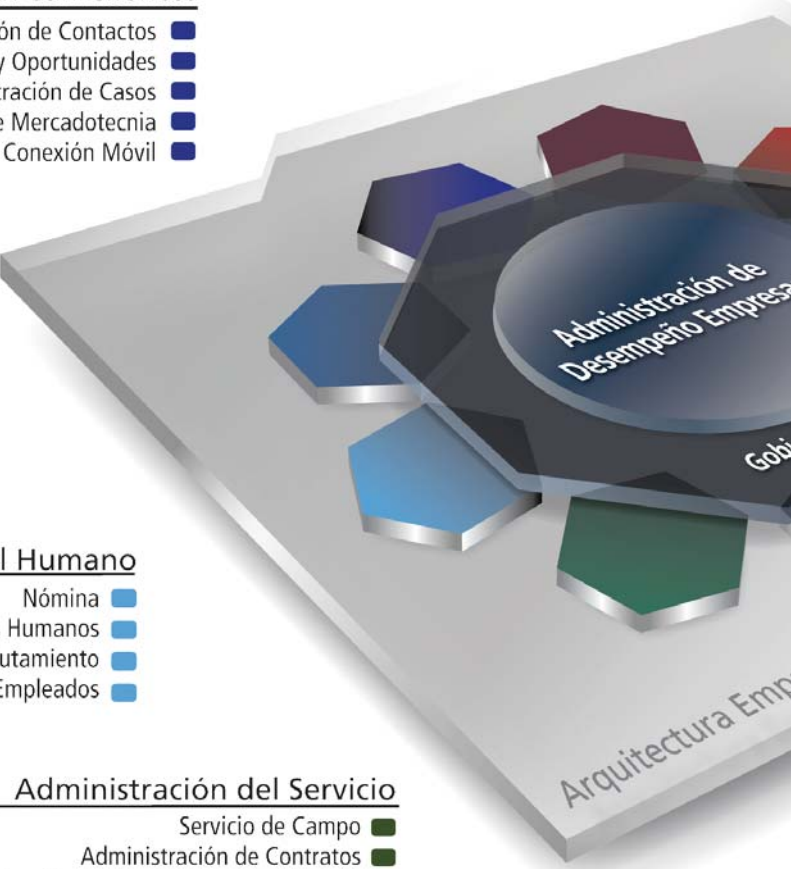 ón de Contactos
y Oportunidades
ración de Casos
e Mercadotecnia
Conexión Móvil
Administración de
Desempeño Empresa
Gobi
l Humano
Nómina
Humanos
utamiento
Empleados
Arquitectura Emp
Administración del Servicio
Servicio de Campo
Administración de Contratos